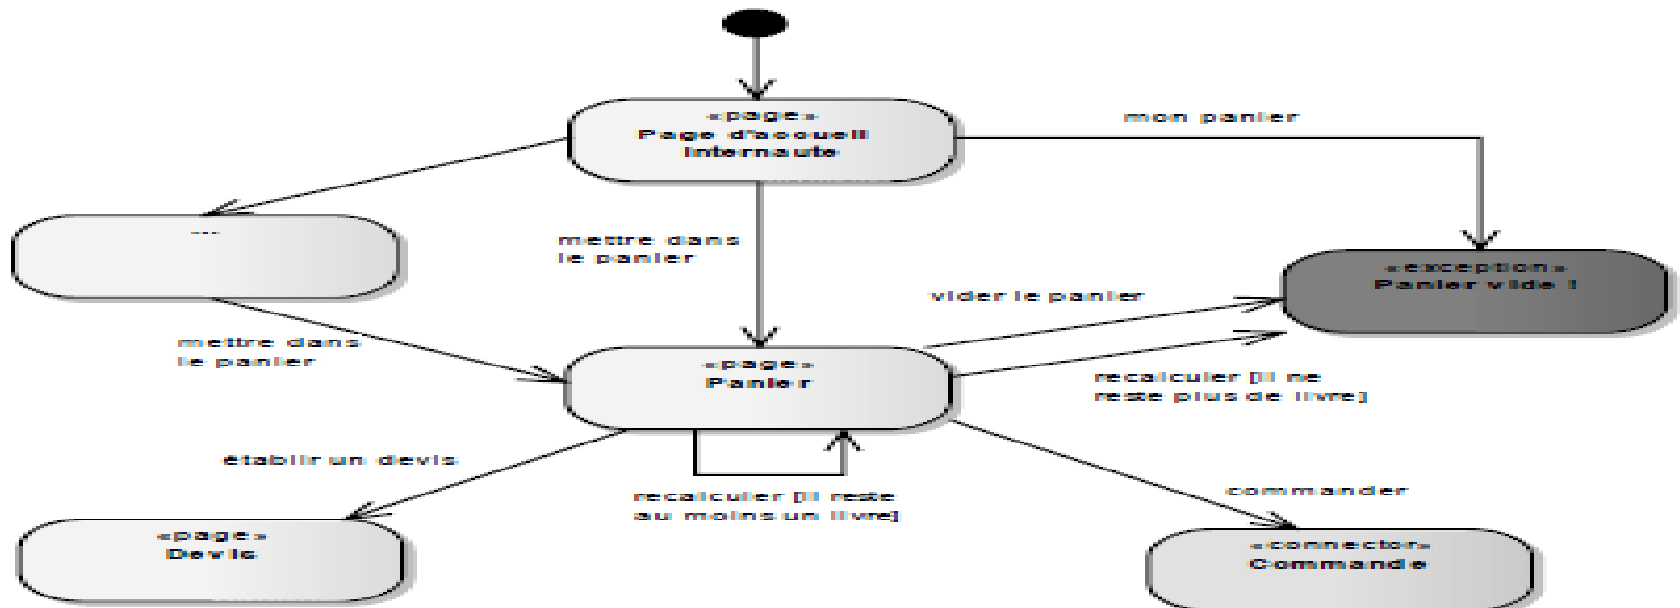 «page»
Page d'accueil
Internaute
mon panier
...
mettre dans
le panier
«exception»
Panier vide !
vider le panier
mettre dans
le panier
«page»
Panier
recalculer [il ne
reste plus de livre]
établir un devis
recalculer [il reste
au moins un livre]
commander
«page»
Devis
«connector»
Commande